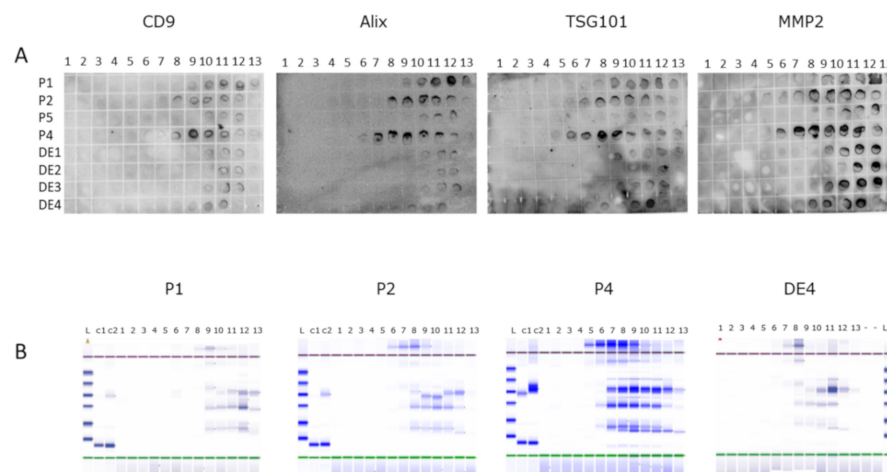 CD9 Alix TSG101 MMP2
A
1 2 3 4 5 6 7 8 9 10 11 12 13 1 2 3 4 5 6 7 8 9 10 11 12 13 1 2 3 4 5 6 7 8 9 10 11 12 13 1 2 3 4 5 6 7 8 9 10 11 12 13
P1
P2
P5
P4
DE1
DE2
DE3
DE4
P1 P2 P4 DE4
B
L c1 c2 1 2 3 4 5 6 7 8 9 10 11 12 13 L c1 c2 1 2 3 4 5 6 7 8 9 10 11 12 13 L c1 c2 1 2 3 4 5 6 7 8 9 10 11 12 13 1 2 3 4 5 6 7 8 9 10 11 12 13 - - L